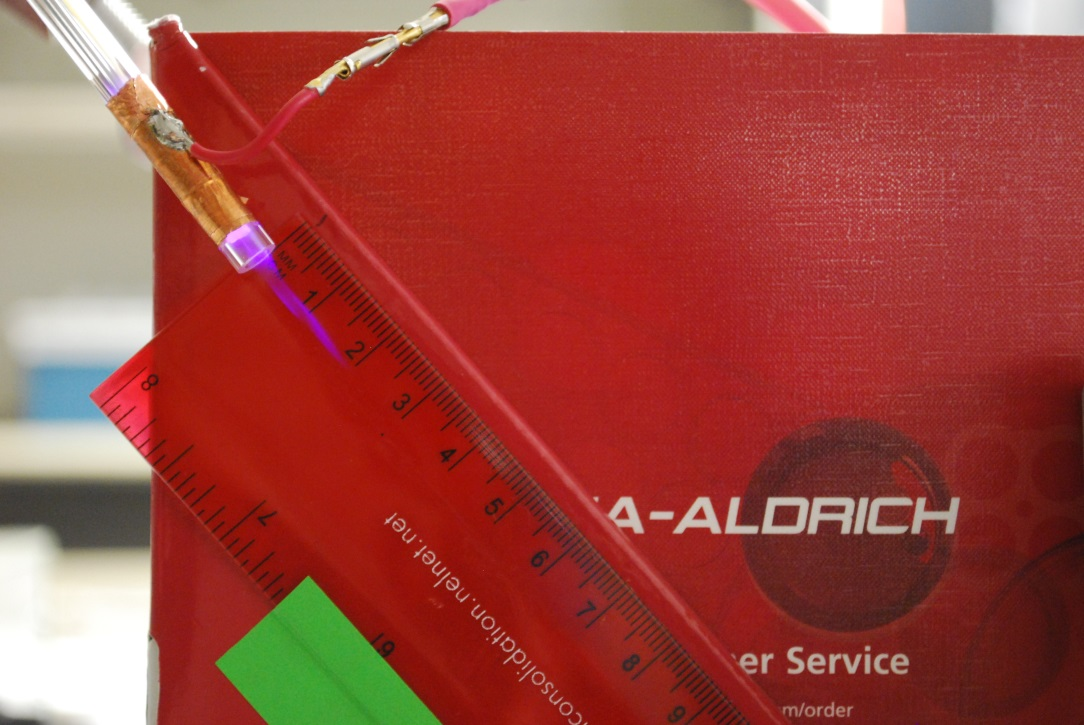 MM
1
2
3
4
5
6
7
8
9
8
7
6
consolidation.nelnet.net
A-ALDRICH
er Service
m/order